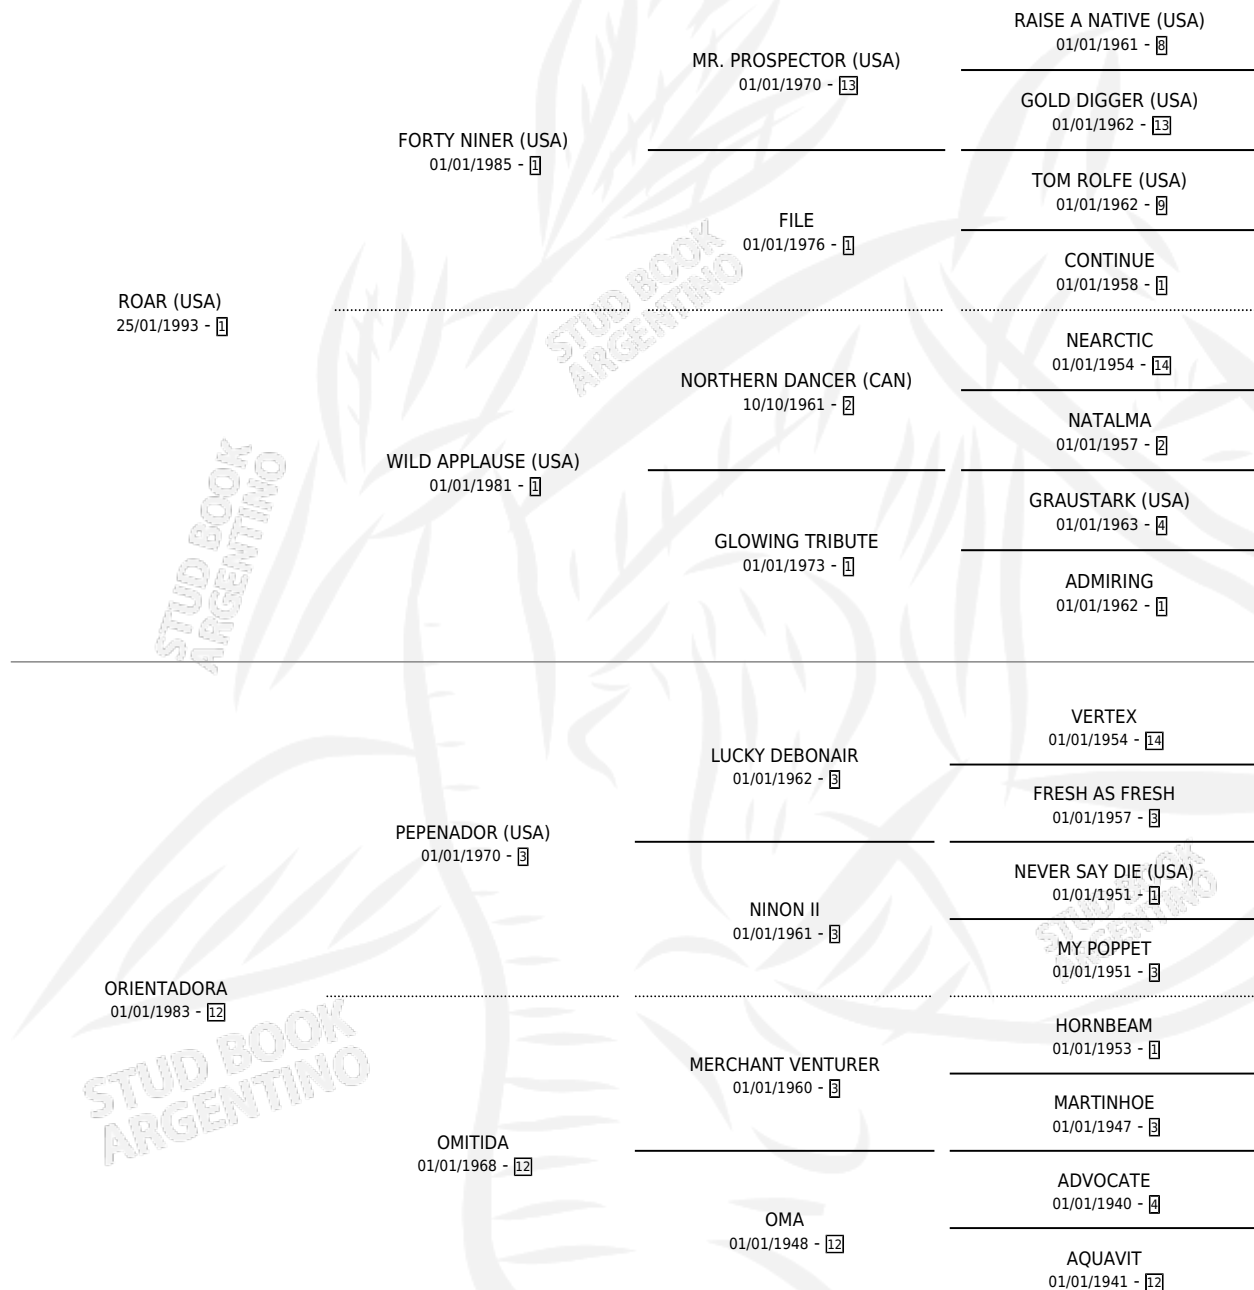 RAISE A NATIVE (USA)
01/01/1961 - 8
MR. PROSPECTOR (USA)
01/01/1970 - 13
GOLD DIGGER (USA)
01/01/1962 - 13
FORTY NINER (USA)
01/01/1985 - 1
TOM ROLFE (USA)
01/01/1962 - 9
FILE
01/01/1976 - 1
CONTINUE
01/01/1958 - 1
ROAR (USA)
25/01/1993 - 1
NEARCTIC
01/01/1954 - 14
NORTHERN DANCER (CAN)
10/10/1961 - 2
NATALMA
01/01/1957 - 2
WILD APPLAUSE (USA)
01/01/1981 - 1
GRAUSTARK (USA)
01/01/1963 - 4
GLOWING TRIBUTE
01/01/1973 - 1
ADMIRING
01/01/1962 - 1
STUD BOOK
ARGENTINO
STUD BOOK
ARGENTINO
VERTEX
01/01/1954 - 14
LUCKY DEBONAIR
01/01/1962 - 3
FRESH AS FRESH
01/01/1957 - 3
PEPENADOR (USA)
01/01/1970 - 3
NEVER SAY DIE (USA)
01/01/1951 - 1
NINON II
01/01/1961 - 3
MY POPPET
01/01/1951 - 3
STUD BOOK
ARGENTINO
ORIENTADORA
01/01/1983 - 12
HORNBEAM
01/01/1953 - 1
MERCHANT VENTURER
01/01/1960 - 3
MARTINHOE
01/01/1947 - 3
STUD BOOK
ARGENTINO
OMITIDA
01/01/1968 - 12
ADVOCATE
01/01/1940 - 4
OMA
01/01/1948 - 12
AQUAVIT
01/01/1941 - 12